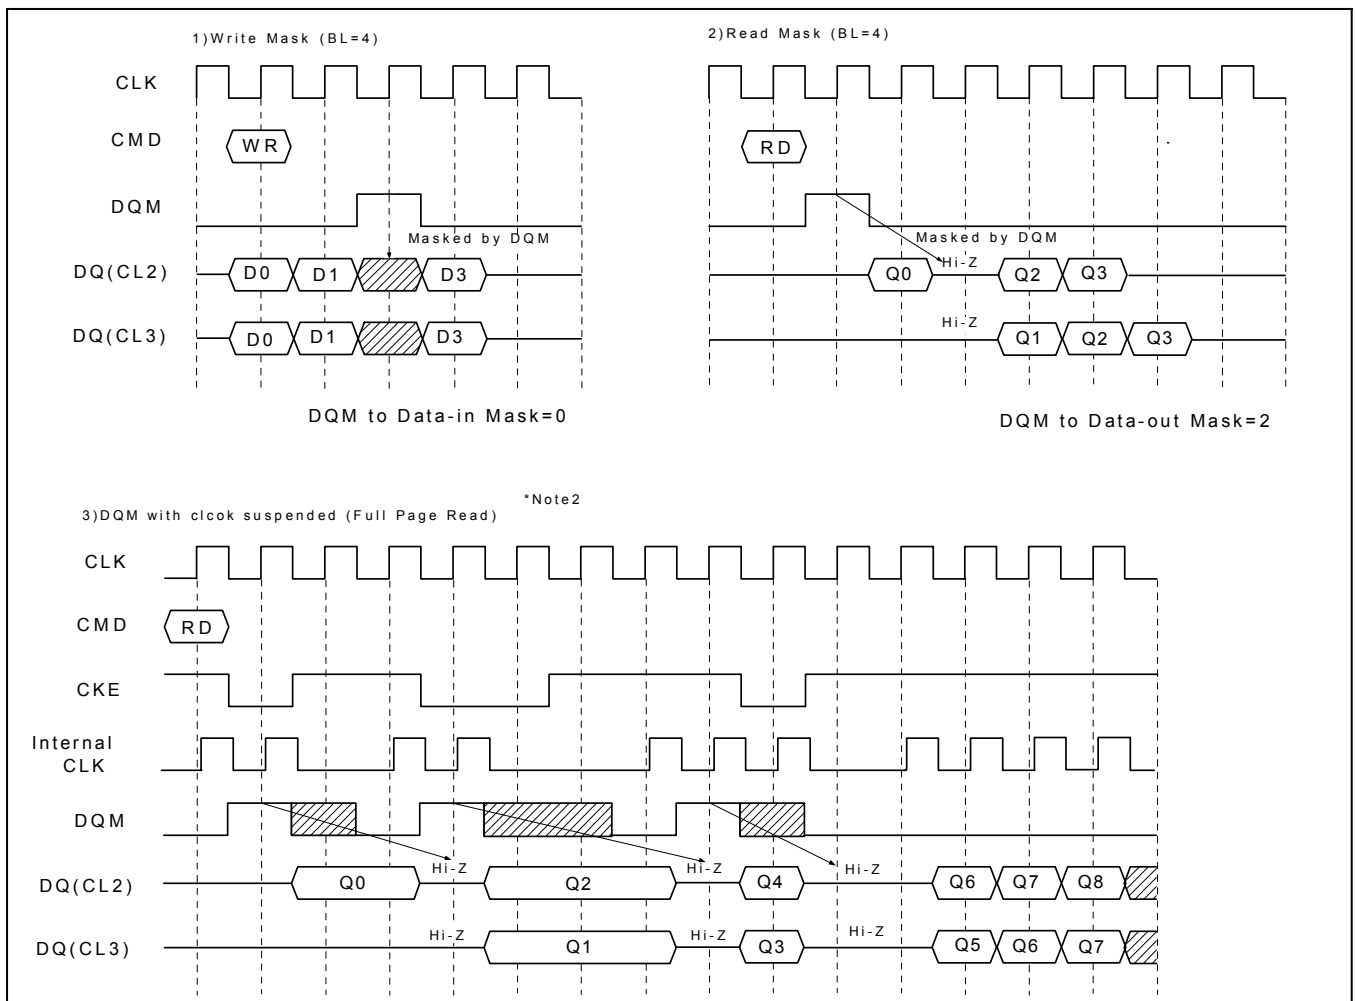 1)Write Mask (BL=4)
CLK
CMD
WR
DQM
Masked by DQM
DQ(CL2)
D0 D1 D3
DQ(CL3)
D0 D1 D3
DQM to Data-in Mask=0
2)Read Mask (BL=4)
RD
Masked by DQM
Q0 Hi-Z Q2 Q3
Hi-Z Q1 Q2 Q3
DQM to Data-out Mask=2
*Note2
3)DQM with clcok suspended (Full Page Read)
CLK
CMD
RD
CKE
Internal
CLK
DQM
DQ(CL2)
Q0 Hi-Z Q2 Hi-Z Q4 Hi-Z Q6 Q7 Q8
DQ(CL3)
Hi-Z Q1 Hi-Z Q3 Hi-Z Q5 Q6 Q7